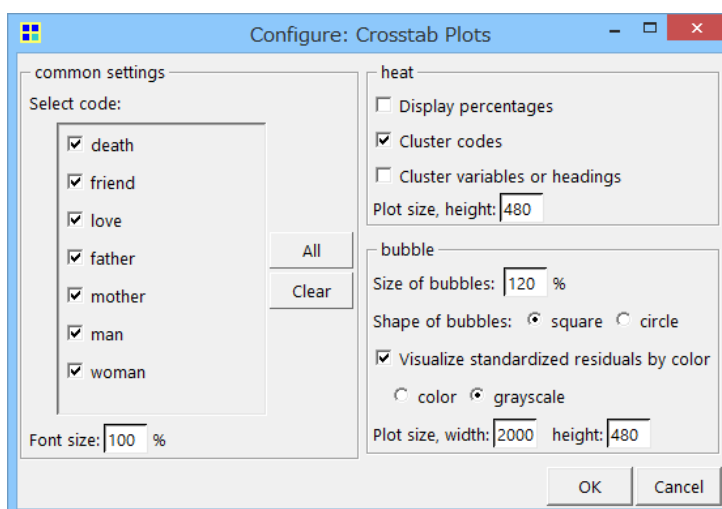 Configure: Crosstab Plots
common settings
Select code:
death
friend
love
father
mother
man
woman
All
Clear
Font size: 100 %
heat
Display percentages
Cluster codes
Cluster variables or headings
Plot size, height: 480
bubble
Size of bubbles: 120 %
Shape of bubbles: square circle
Visualize standardized residuals by color
color grayscale
Plot size, width: 2000 height: 480
OK Cancel